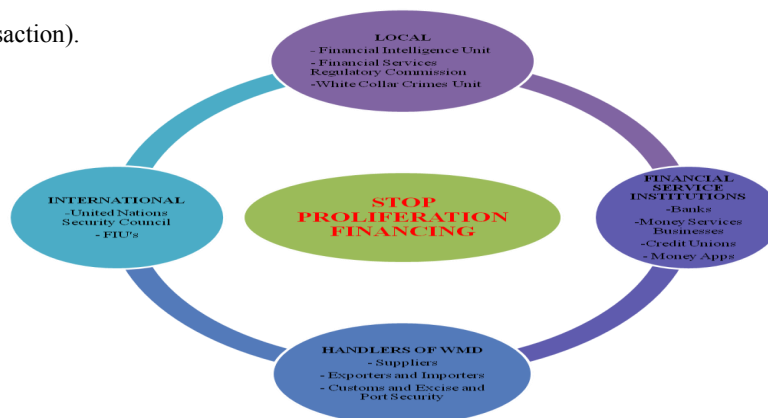 saction).
LOCAL
- Financial Intelligence Unit
- Financial Services
Regulatory Commission
-White Collar Crimes Unit
INTERNATIONAL
-United Nations
Security Council
- FIU's
STOP
PROLIFERATION
FINANCING
FINANCIAL
SERVICE
INSTITUTIONS
-Banks
-Money Services
Businesses
-Credit Unions
- Money Apps
HANDLERS OF WMD
- Suppliers
- Exporters and Importers
- Customs and Excise and
Port Security